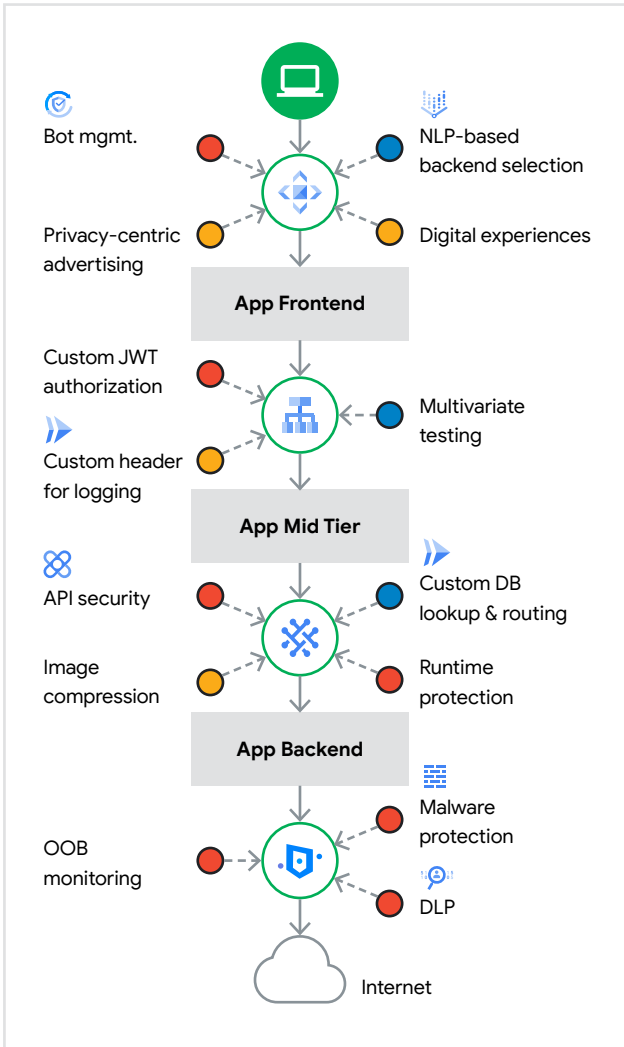 Bot mgmt.
NLP-based
backend selection
Privacy-centric
advertising
Digital experiences
App Frontend
Custom JWT
authorization
Multivariate
testing
Custom header
for logging
App Mid Tier
API security
Custom DB
lookup & routing
Image
compression
Runtime
protection
App Backend
Malware
protection
OOB
monitoring
DLP
Internet